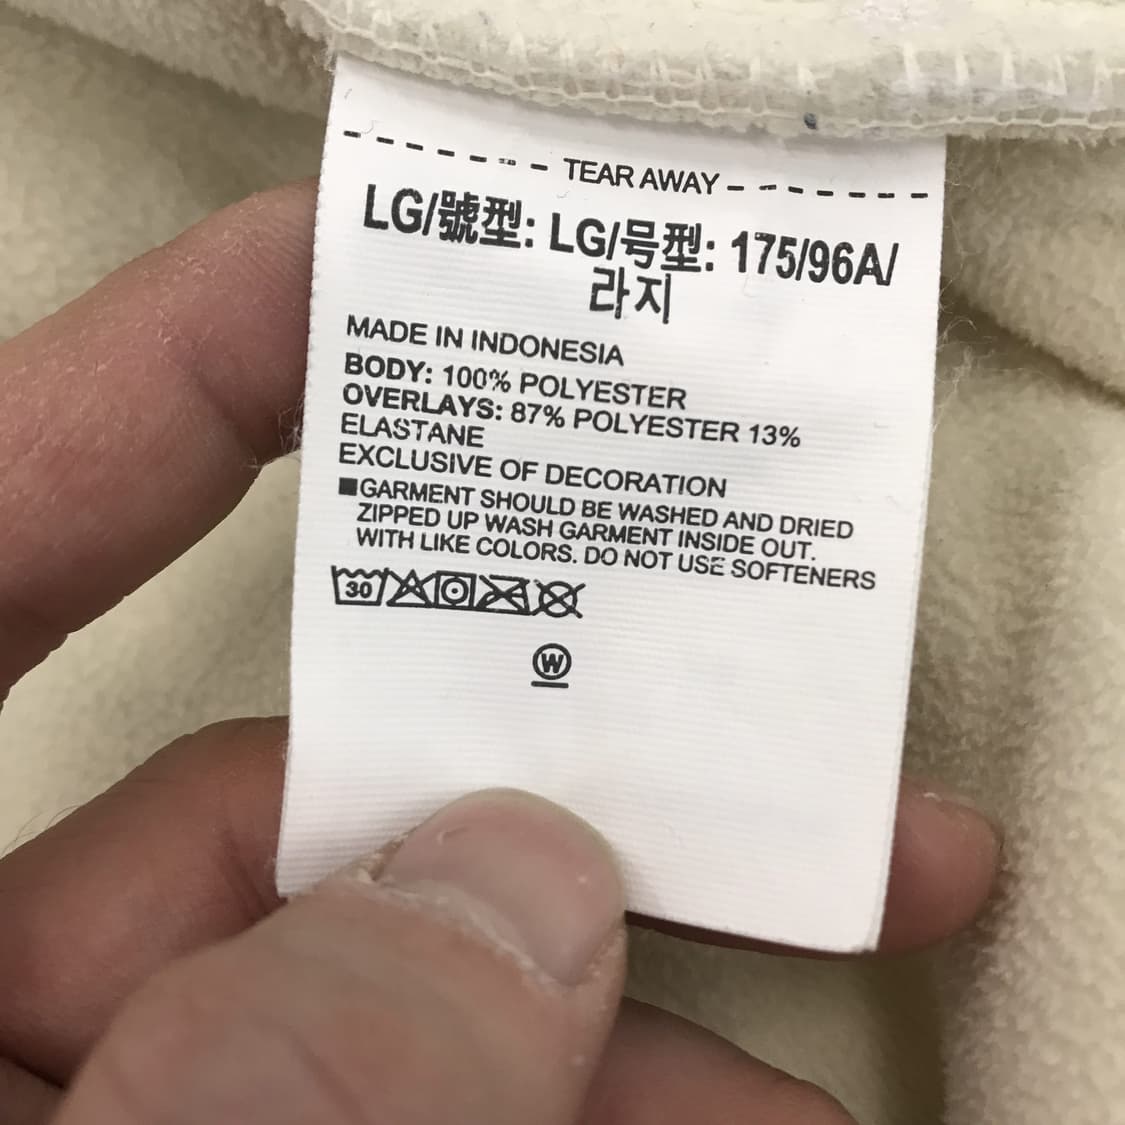 TEAR AWAY
LG/號型: LG/号型: 175/96A/
라지
MADE IN INDONESIA
BODY: 100% POLYESTER
OVERLAYS: 87% POLYESTER 13%
ELASTANE
EXCLUSIVE OF DECORATION
■GARMENT SHOULD BE WASHED AND DRIED
ZIPPED UP WASH GARMENT INSIDE OUT.
WITH LIKE COLORS. DO NOT USE SOFTENERS
30
W